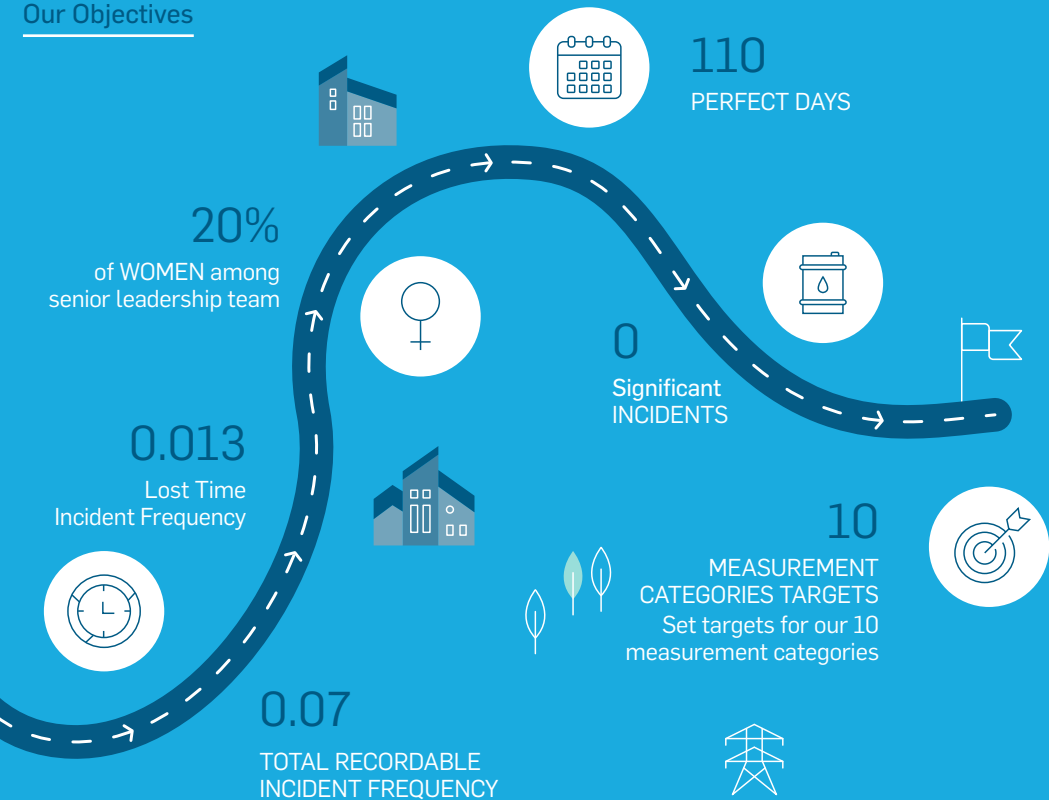 Our Objectives
110
PERFECT DAYS
20%
of WOMEN among
senior leadership team
0
Significant
INCIDENTS
0.013
Lost Time
Incident Frequency
10
MEASUREMENT
CATEGORIES TARGETS
Set targets for our 10
measurement categories
0.07
TOTAL RECORDABLE
INCIDENT FREQUENCY